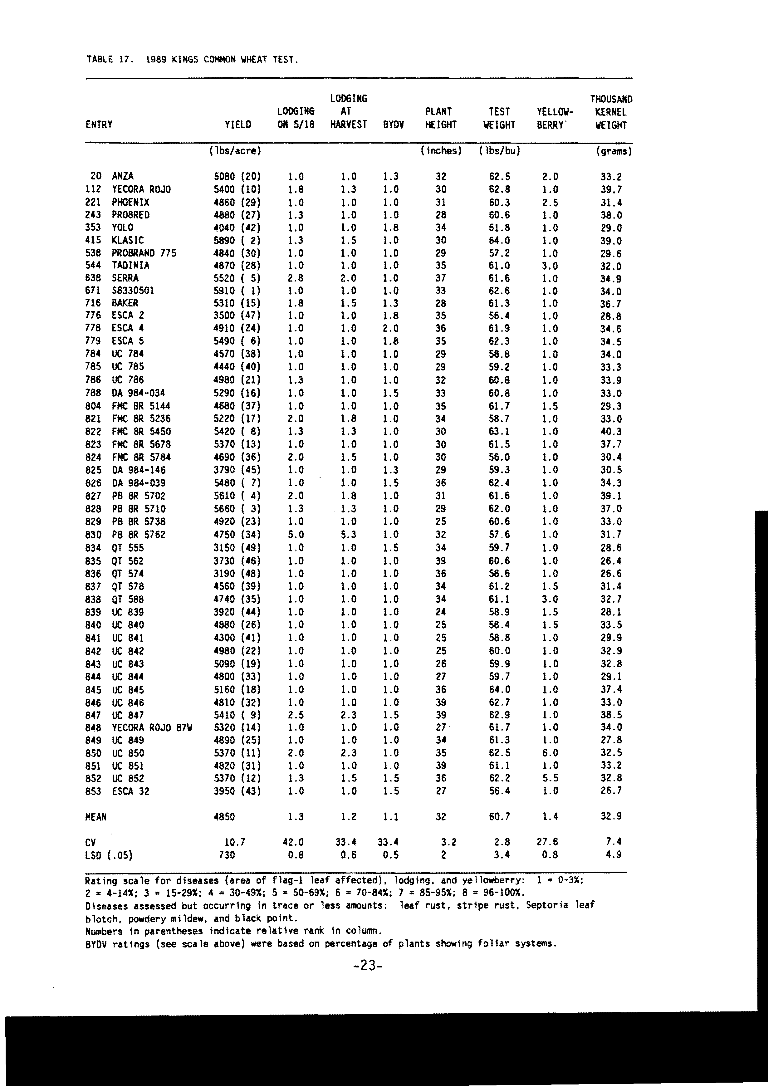 TABLE 17. 1989 KINGS COMMON WHEAT TEST.
LODGING THOUSAND
LODGING AT PLANT TEST YELLOW- KERNEL
ENTRY YIELD ON 5/18 HARVEST BYDV HEIGHT WEIGHT BERRY WEIGHT
(lbs/acre) (inches) (lbs/bu) (grams)
20 ANZA 5080 (20) 1.0 1.0 1.3 32 62.5 2.0 33.2
112 YECORA ROJO 5400 (10) 1.8 1.3 1.0 30 62.8 1.0 39.7
221 PHOENIX 4860 (29) 1.0 1.0 1.0 31 60.3 2.5 31.4
243 PROBRED 4880 (27) 1.3 1.0 1.0 28 60.6 1.0 38.0
353 YOLO 4040 (42) 1.0 1.0 1.8 34 61.8 1.0 29.0
415 KLASIC 5890 ( 2) 1.3 1.5 1.0 30 64.0 1.0 39.0
538 PROBRAND 775 4840 (30) 1.0 1.0 1.0 29 57.2 1.0 29.6
544 TADINIA 4870 (28) 1.0 1.0 1.0 35 61.0 3.0 32.0
638 SERRA 5520 ( 5) 2.8 2.0 1.0 37 61.6 1.0 34.9
671 S8330501 5910 ( 1) 1.0 1.0 1.0 33 62.6 1.0 34.0
716 BAKER 5310 (15) 1.8 1.5 1.3 28 61.3 1.0 36.7
776 ESCA 2 3500 (47) 1.0 1.0 1.8 35 56.4 1.0 28.8
778 ESCA 4 4910 (24) 1.0 1.0 2.0 36 61.9 1.0 34.6
779 ESCA 5 5490 ( 6) 1.0 1.0 1.8 35 62.3 1.0 34.5
784 UC 784 4570 (38) 1.0 1.0 1.0 29 58.8 1.0 34.0
785 UC 785 4440 (40) 1.0 1.0 1.0 29 59.2 1.0 33.3
786 UC 786 4980 (21) 1.3 1.0 1.0 32 60.8 1.0 33.9
788 DA 984-034 5290 (16) 1.0 1.0 1.5 33 60.8 1.0 33.0
804 FMC BR 5144 4680 (37) 1.0 1.0 1.0 35 61.7 1.5 29.3
821 FMC BR 5236 5220 (17) 2.0 1.8 1.0 34 58.7 1.0 33.0
822 FMC BR 5450 5420 ( 8) 1.3 1.3 1.0 30 63.1 1.0 40.3
823 FMC BR 5678 5370 (13) 1.0 1.0 1.0 30 61.5 1.0 37.7
824 FMC BR 5784 4690 (36) 2.0 1.5 1.0 30 56.0 1.0 30.4
825 DA 984-146 3790 (45) 1.0 1.0 1.3 29 59.3 1.0 30.5
826 DA 984-039 5480 ( 7) 1.0 1.0 1.5 36 62.4 1.0 34.3
827 PB BR 5702 5610 ( 4) 2.0 1.8 1.0 31 61.6 1.0 39.1
828 PB BR 5710 5660 ( 3) 1.3 1.3 1.0 29 62.0 1.0 37.0
829 PB BR 5738 4920 (23) 1.0 1.0 1.0 25 60.6 1.0 33.0
830 PB BR 5762 4750 (34) 5.0 5.3 1.0 32 57.6 1.0 31.7
834 QT 555 3150 (49) 1.0 1.0 1.5 34 59.7 1.0 28.6
835 QT 562 3730 (46) 1.0 1.0 1.0 39 60.6 1.0 26.4
836 QT 574 3190 (48) 1.0 1.0 1.0 36 58.6 1.0 26.6
837 QT 578 4560 (39) 1.0 1.0 1.0 34 61.2 1.5 31.4
838 QT 588 4740 (35) 1.0 1.0 1.0 34 61.1 3.0 32.7
839 UC 839 3920 (44) 1.0 1.0 1.0 24 58.9 1.5 28.1
840 UC 840 4880 (26) 1.0 1.0 1.0 25 58.4 1.5 33.5
841 UC 841 4300 (41) 1.0 1.0 1.0 25 58.8 1.0 29.9
842 UC 842 4980 (22) 1.0 1.0 1.0 25 60.0 1.0 32.9
843 UC 843 5090 (19) 1.0 1.0 1.0 26 59.9 1.0 32.8
844 UC 844 4800 (33) 1.0 1.0 1.0 27 59.7 1.0 29.1
845 UC 845 5160 (18) 1.0 1.0 1.0 36 64.0 1.0 37.4
846 UC 846 4810 (32) 1.0 1.0 1.0 39 62.7 1.0 33.0
847 UC 847 5410 ( 9) 2.5 2.3 1.5 39 62.9 1.0 38.5
848 YECORA ROJO 87W 5320 (14) 1.0 1.0 1.0 27 61.7 1.0 34.0
849 UC 849 4890 (25) 1.0 1.0 1.0 34 61.3 1.0 27.8
850 UC 850 5370 (11) 2.0 2.3 1.0 35 62.5 6.0 32.5
851 UC 851 4820 (31) 1.0 1.0 1.0 39 61.1 1.0 33.2
852 UC 852 5370 (12) 1.3 1.5 1.5 36 62.2 5.5 32.8
853 ESCA 32 3950 (43) 1.0 1.0 1.5 27 56.4 1.0 26.7
MEAN 4850 1.3 1.2 1.1 32 60.7 1.4 32.9
CV 10.7 42.0 33.4 33.4 3.2 2.8 27.6 7.4
LSD (.05) 730 0.8 0.6 0.5 2 3.4 0.8 4.9
Rating scale for diseases (area of flag-1 leaf affected), lodging, and yellowberry: 1 = 0-3%;
2 = 4-14%; 3 = 15-29%; 4 = 30-49%; 5 = 50-69%; 6 = 70-84%; 7 = 85-95%; 8 = 96-100%.
Diseases assessed but occurring in trace or less amounts: leaf rust, stripe rust, Septoria leaf
blotch, powdery mildew, and black point.
Numbers in parentheses indicate relative rank in column.
BYDV ratings (see scale above) were based on percentage of plants showing foliar systems.
-23-